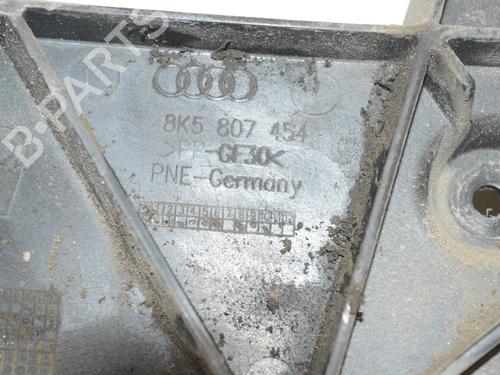 8K5 807 454
>PP-GF30<
PNE-Germany
B-PARTS